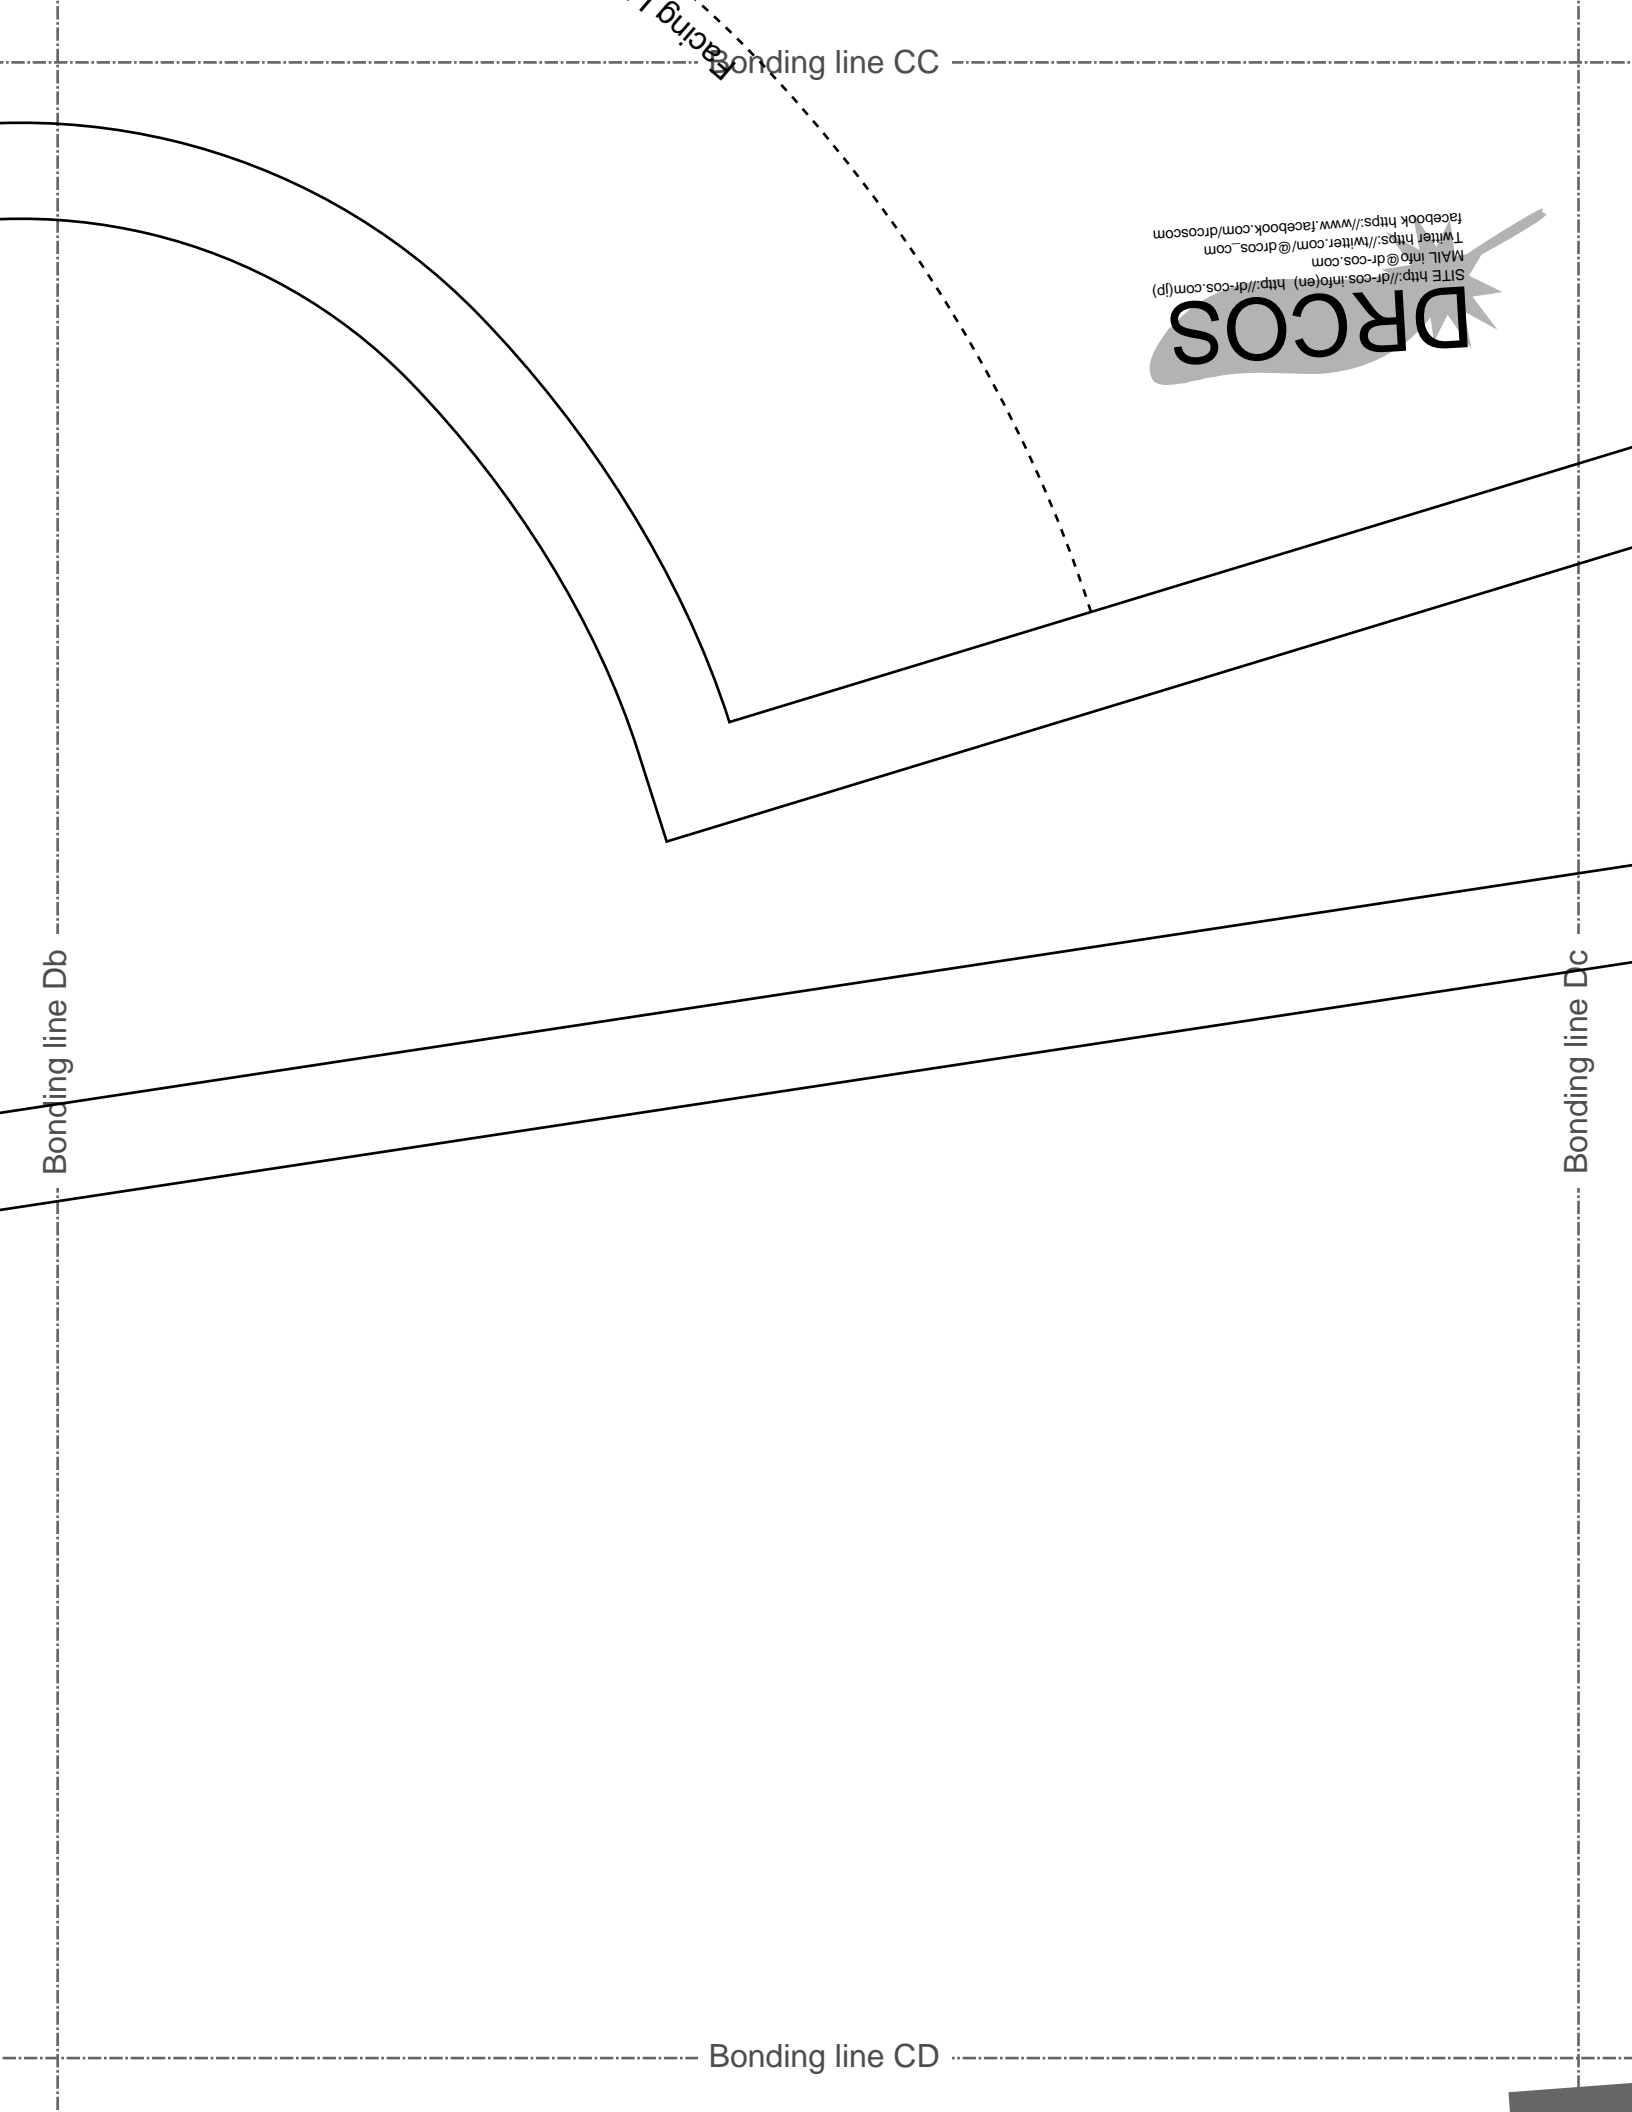 Facing
Bonding line CC
DRCOS
SITE http://dr-cos.info(en) http://dr-cos.com(jp)
MAIL info@dr-cos.com
Twitter https://twitter.com/@drcos_com
facebook https://www.facebook.com/drcoscom
Bonding line Db
Bonding line Dc
Bonding line CD